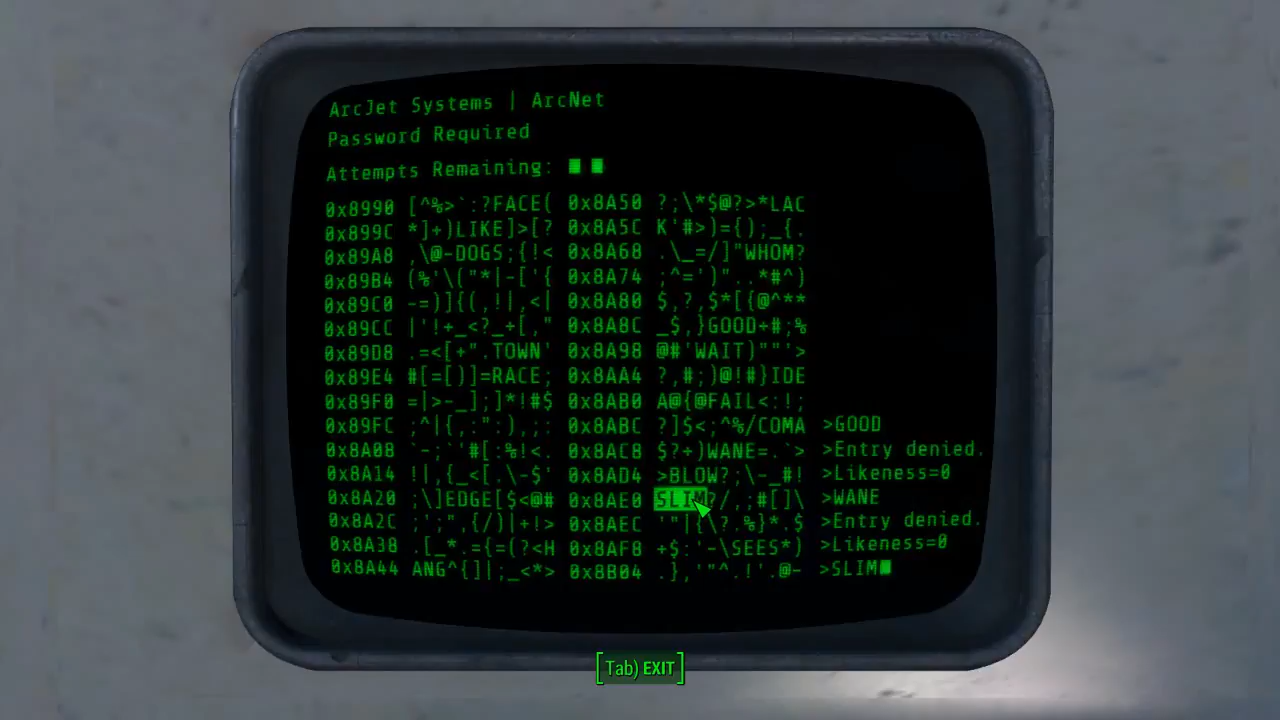 ArcJet Systems | ArcNet
Password Required
Attempts Remaining: ■ ■
0x8990 [^%>`:?FACE( 0x8A50 ?;\*$@?>*LAC
0x899C *]+)LIKE]>[? 0x8A5C K'#>)={);_{.
0x89A8 ,\@-DOGS;{!< 0x8A68 .\_=/]"WHOM?
0x89B4 (%'\("*|-['{ 0x8A74 ;^=')"..*#^)
0x89C0 -=)]{(,!|,<| 0x8A80 $,?,$*[{@^**
0x89CC |'!+_<?_+[," 0x8A8C _$,}GOOD+#;%
0x89D8 .=<[+".TOWN' 0x8A98 @#'WAIT)""'>
0x89E4 #[=[)]=RACE; 0x8AA4 ?,#;)@!#}IDE
0x89F0 =|>-_];]*!#$ 0x8AB0 A@{@FAIL<:!;
0x89FC ;^|{,:":),;: 0x8ABC ?]$<;^%/COMA >GOOD
0x8A08 `-;`'#[:%!<. 0x8AC8 $?+)WANE=.`> >Entry denied.
0x8A14 !|,{_<[.\-$' 0x8AD4 >BLOW?;\-_#! >Likeness=0
0x8A20 ;\]EDGE[$<@# 0x8AE0 SLIM?/,;#[]\ >WANE
0x8A2C ;';",{/)|+!> 0x8AEC '"|{\?.%}*.$ >Entry denied.
0x8A38 .[_*.={=(?<H 0x8AF8 +$:'-\SEES*) >Likeness=0
0x8A44 ANG^{]|;_<*> 0x8B04 .},'"^.!'.@- >SLIM■
[Tab) EXIT]